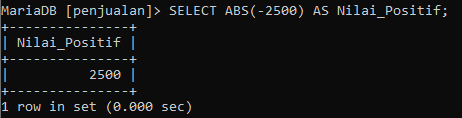 MariaDB [penjualan]> SELECT ABS(-2500) AS Nilai_Positif;
+---------------+
| Nilai_Positif |
+---------------+
|          2500 |
+---------------+
1 row in set (0.000 sec)